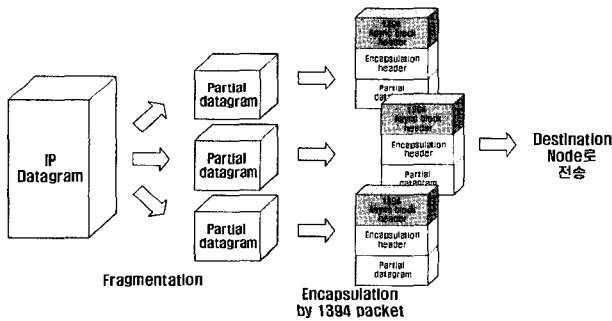 IP
Datagram
Partial
datagram
Partial
datagram
Partial
datagram
Fragmentation
1394
Async block
header
Encapsulation
header
Partial
1394
Async block
header
Encapsulation
header
Partial
datagram
1394
Async block
header
Encapsulation
header
Partial
datagram
Encapsulation
by 1394 packet
Destination
Node로
전송